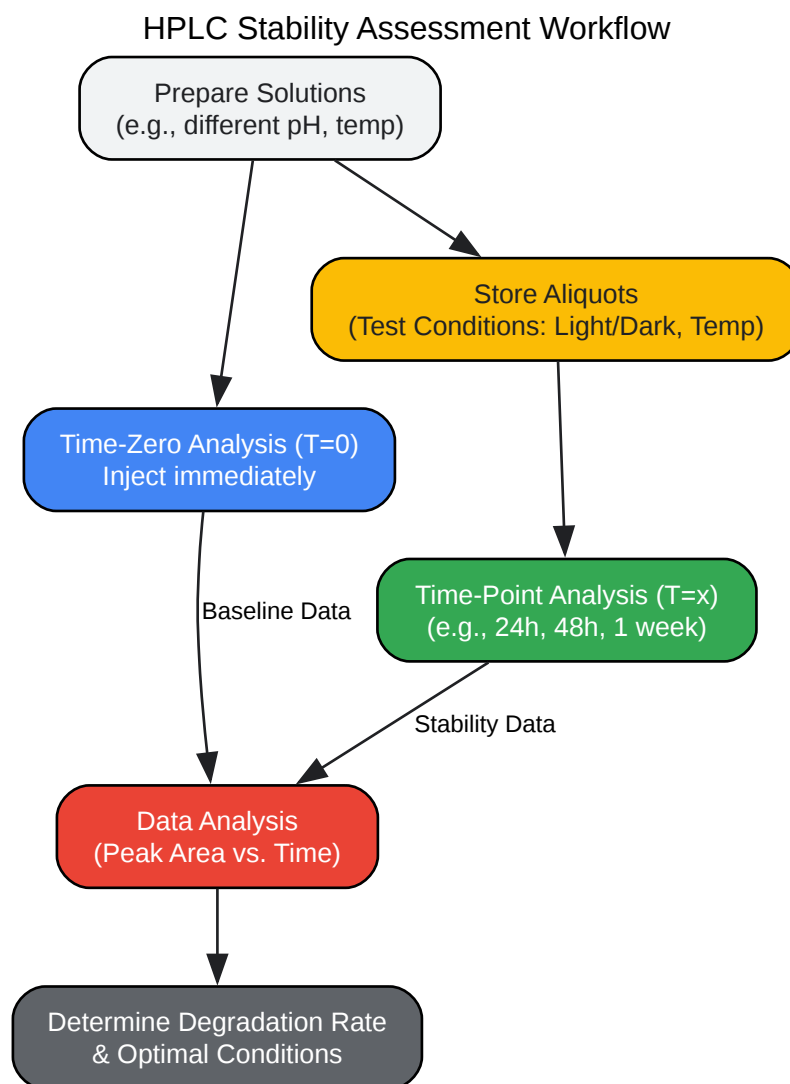 HPLC Stability Assessment Workflow
Prepare Solutions
(e.g., different pH, temp)
Store Aliquots
(Test Conditions: Light/Dark, Temp)
Time-Zero Analysis (T=0)
Inject immediately
Time-Point Analysis (T=x)
(e.g., 24h, 48h, 1 week)
Baseline Data
Stability Data
Data Analysis
(Peak Area vs. Time)
Determine Degradation Rate
& Optimal Conditions